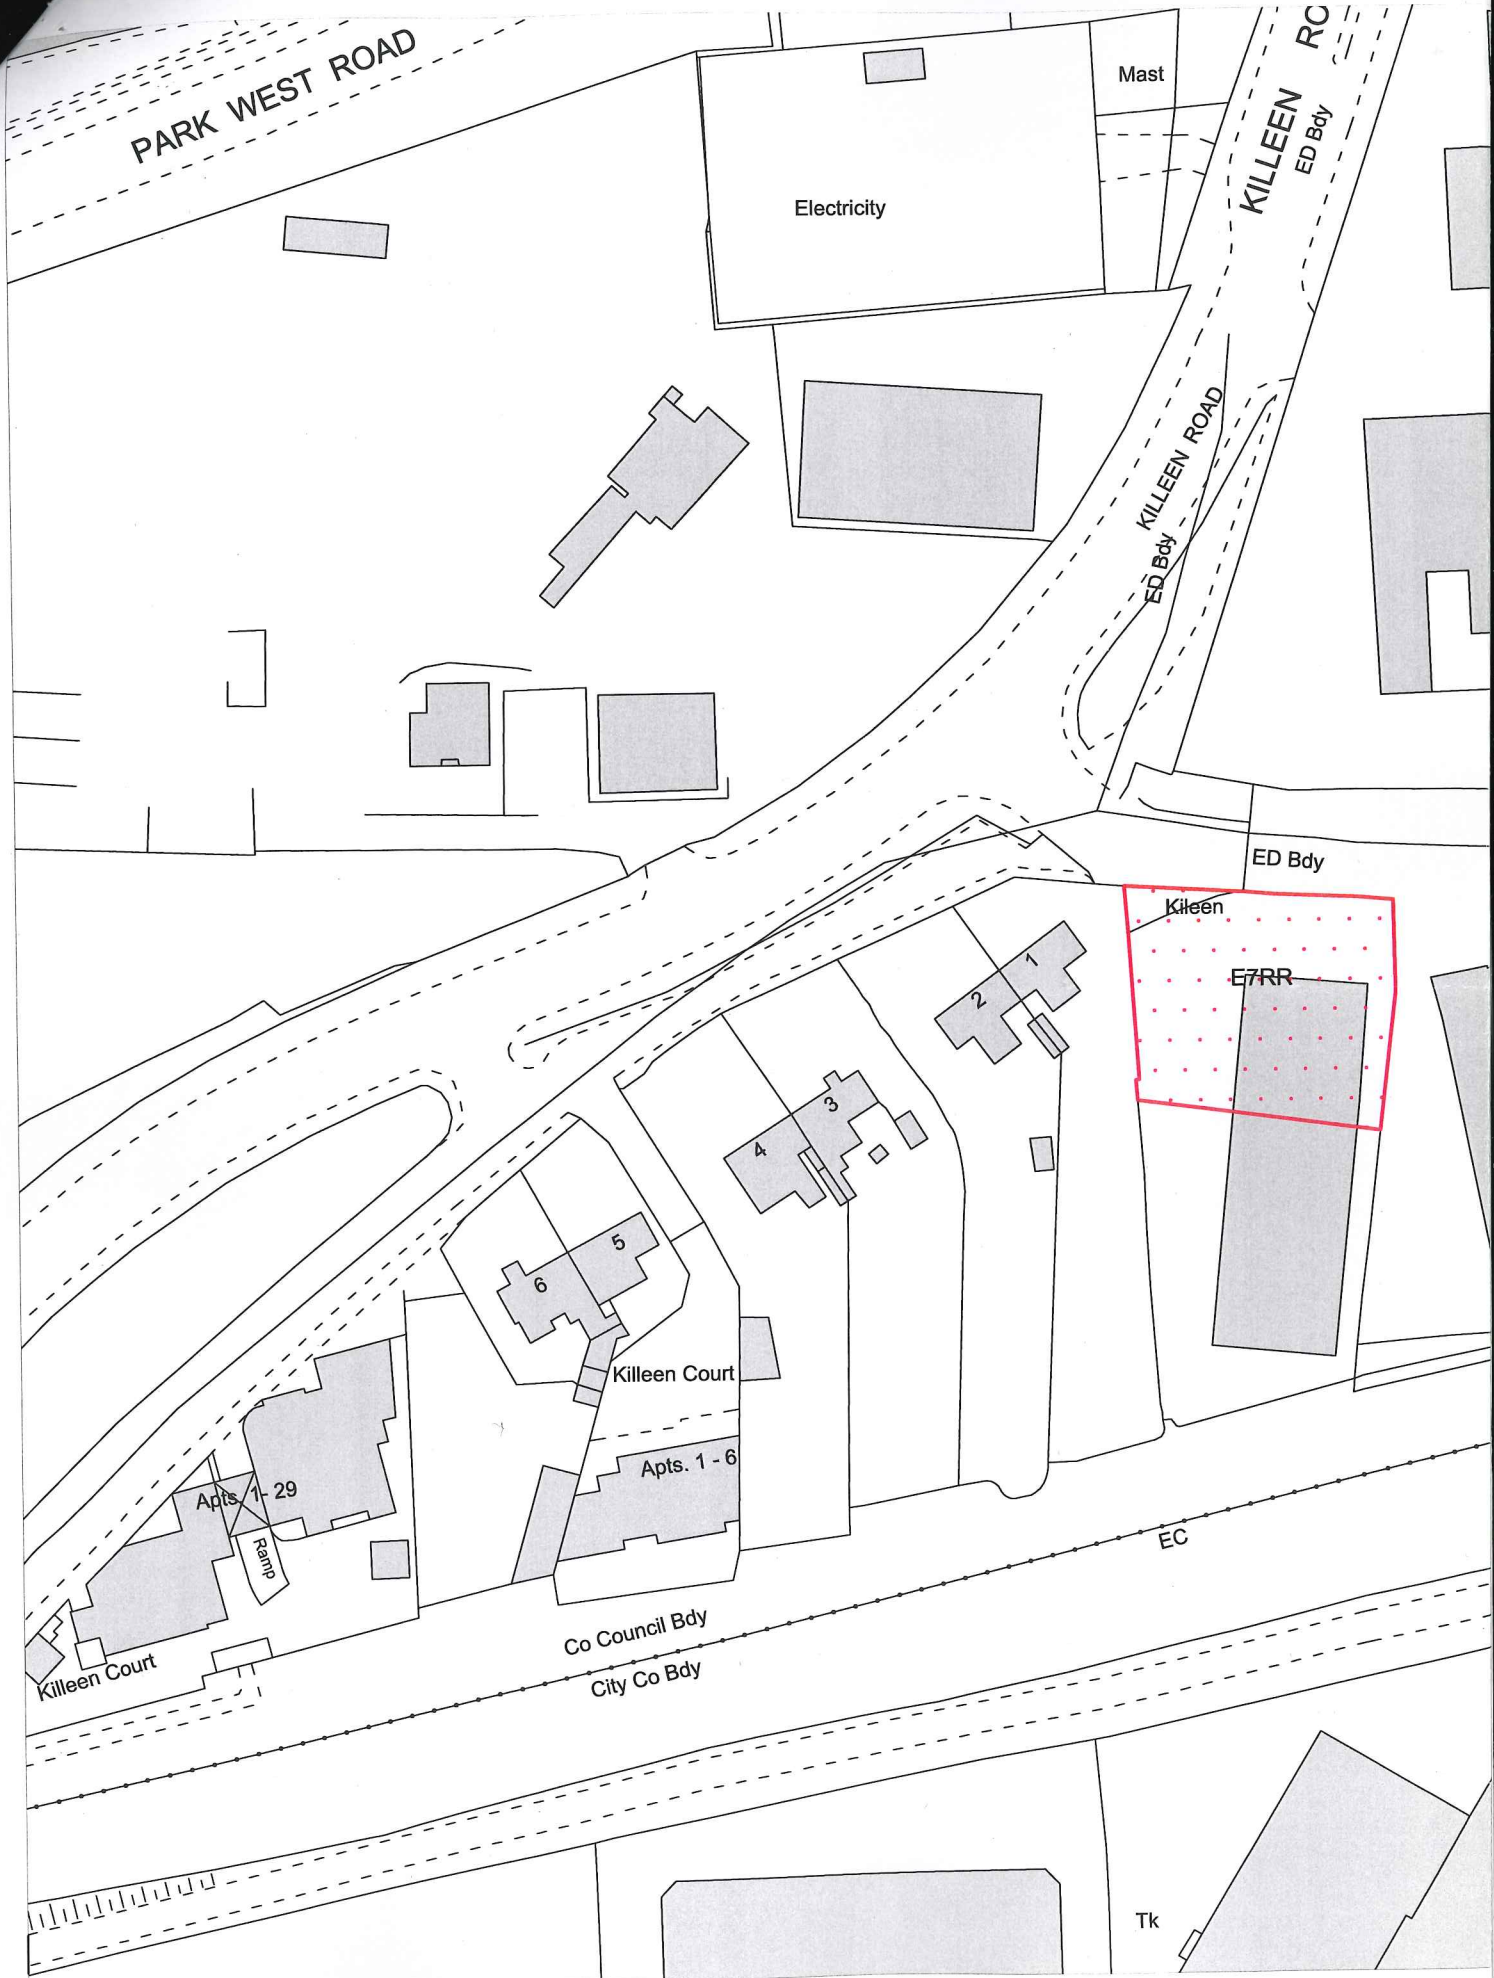 PARK WEST ROAD
Mast
KILLEEN RO
ED Bdy
Electricity
KILLEEN ROAD
ED Bdy
ED Bdy
Kileen
E7RR
1
2
3
4
5
6
Killeen Court
Apts. 1 - 6
Apts. 1- 29
Ramp
EC
Co Council Bdy
City Co Bdy
Killeen Court
Tk